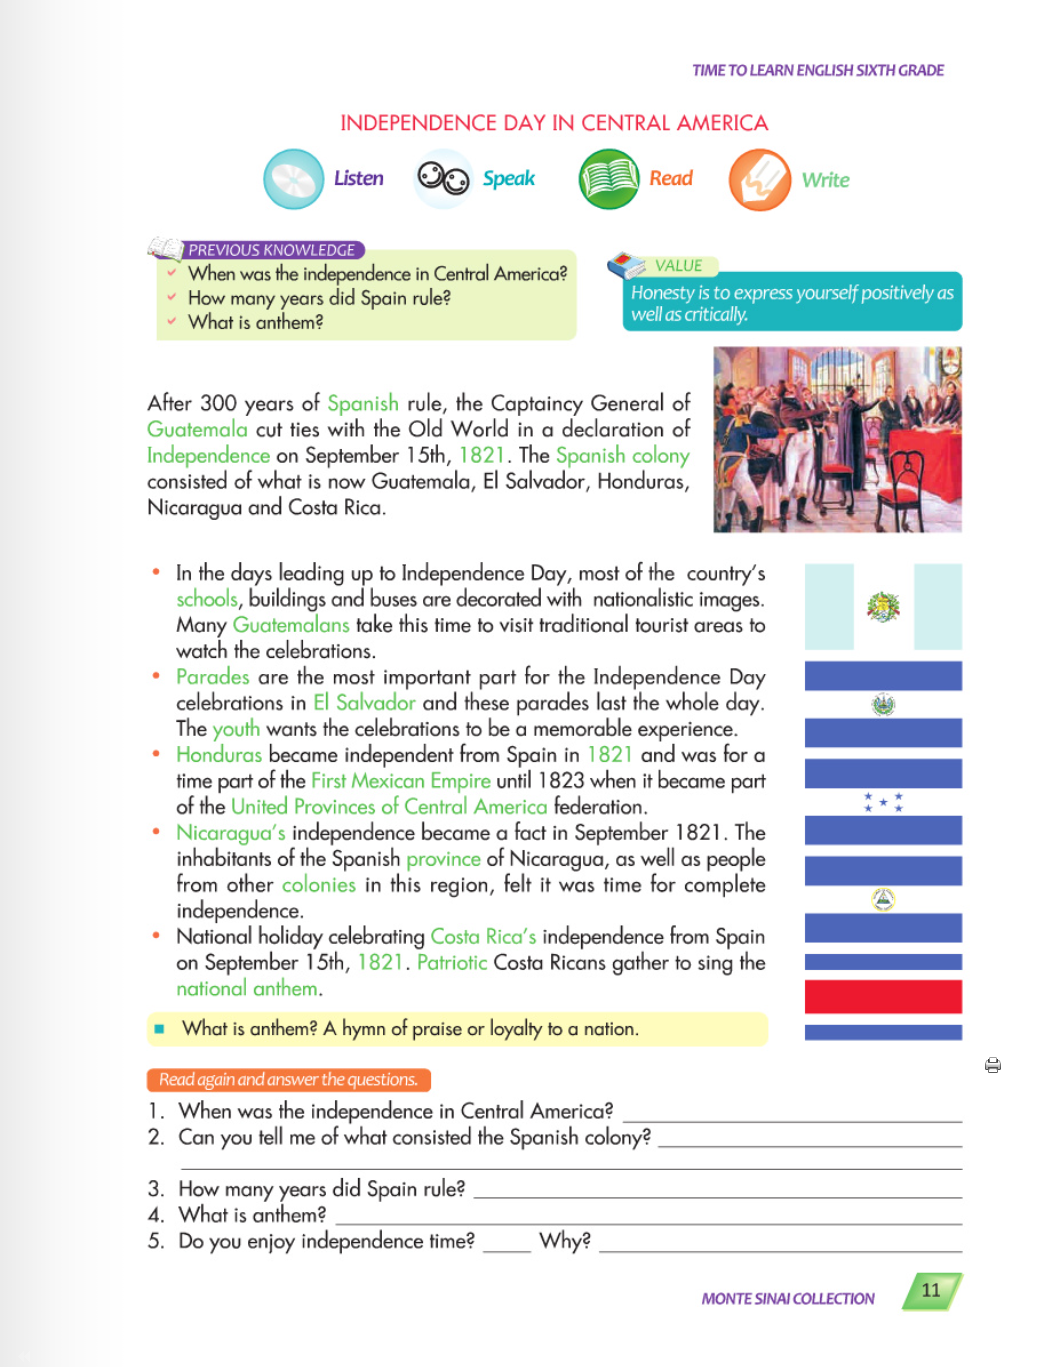 TIME TO LEARN ENGLISH SIXTH GRADE
INDEPENDENCE DAY IN CENTRAL AMERICA
Listen
Speak
Read
Write
PREVIOUS KNOWLEDGE
When was the independence in Central America?
How many years did Spain rule?
What is anthem?
VALUE
Honesty is to express yourself positively as
well as critically.
After 300 years of Spanish rule, the Captaincy General of
Guatemala cut ties with the Old World in a declaration of
Independence on September 15th, 1821. The Spanish colony
consisted of what is now Guatemala, El Salvador, Honduras,
Nicaragua and Costa Rica.
• In the days leading up to Independence Day, most of the country's
schools, buildings and buses are decorated with nationalistic images.
Many Guatemalans take this time to visit traditional tourist areas to
watch the celebrations.
• Parades are the most important part for the Independence Day
celebrations in El Salvador and these parades last the whole day.
The youth wants the celebrations to be a memorable experience.
• Honduras became independent from Spain in 1821 and was for a
time part of the First Mexican Empire until 1823 when it became part
of the United Provinces of Central America federation.
• Nicaragua's independence became a fact in September 1821. The
inhabitants of the Spanish province of Nicaragua, as well as people
from other colonies in this region, felt it was time for complete
independence.
• National holiday celebrating Costa Rica's independence from Spain
on September 15th, 1821. Patriotic Costa Ricans gather to sing the
national anthem.
What is anthem? A hymn of praise or loyalty to a nation.
Read again and answer the questions.
1. When was the independence in Central America?
2. Can you tell me of what consisted the Spanish colony?
3. How many years did Spain rule?
4. What is anthem?
5. Do you enjoy independence time? Why?
MONTE SINAI COLLECTION
11